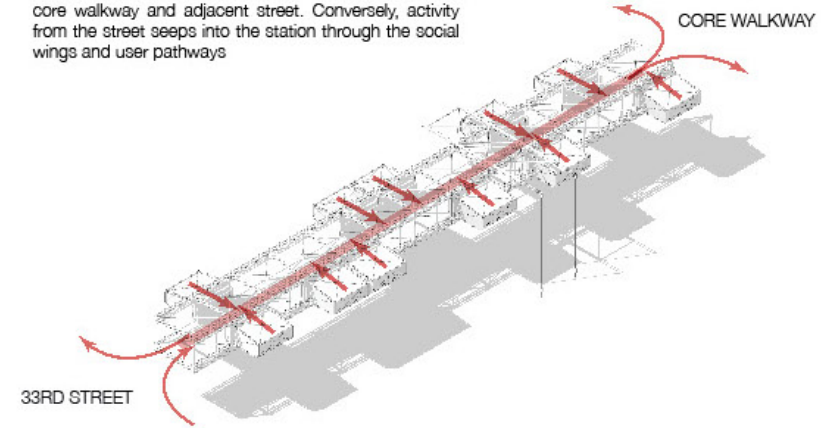 core walkway and adjacent street. Conversely, activity
from the street seeps into the station through the social
wings and user pathways
CORE WALKWAY
33RD STREET